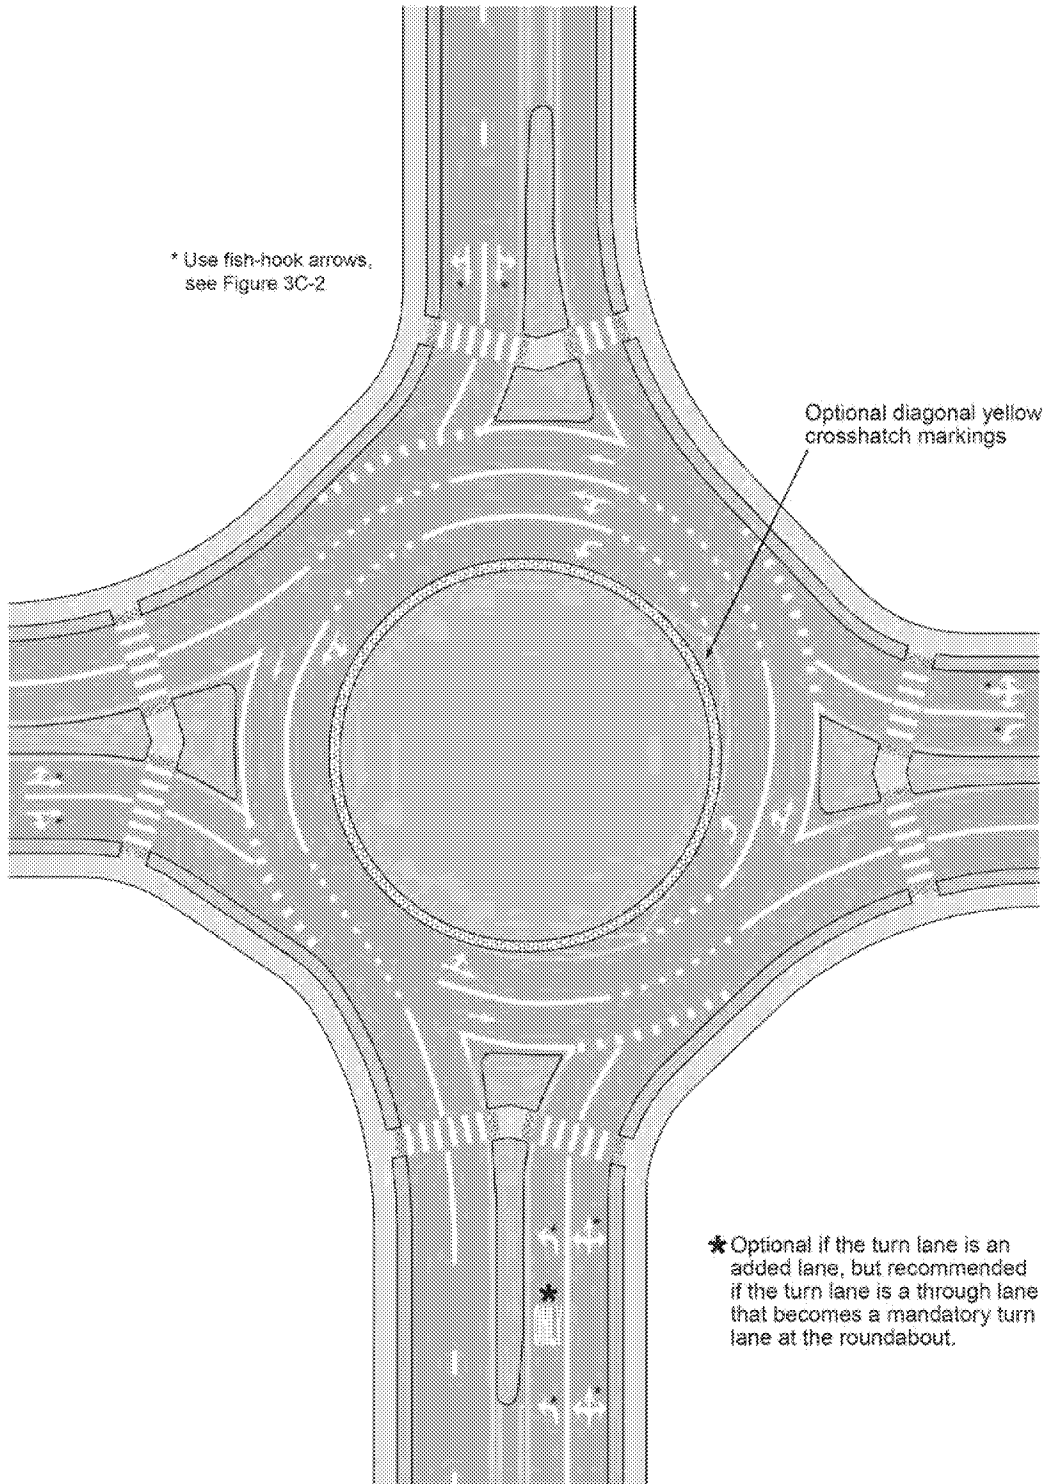 * Use fish-hook arrows,
see Figure 3C-2
Optional diagonal yellow
crosshatch markings
★ Optional if the turn lane is an
added lane, but recommended
if the turn lane is a through lane
that becomes a mandatory turn
lane at the roundabout.